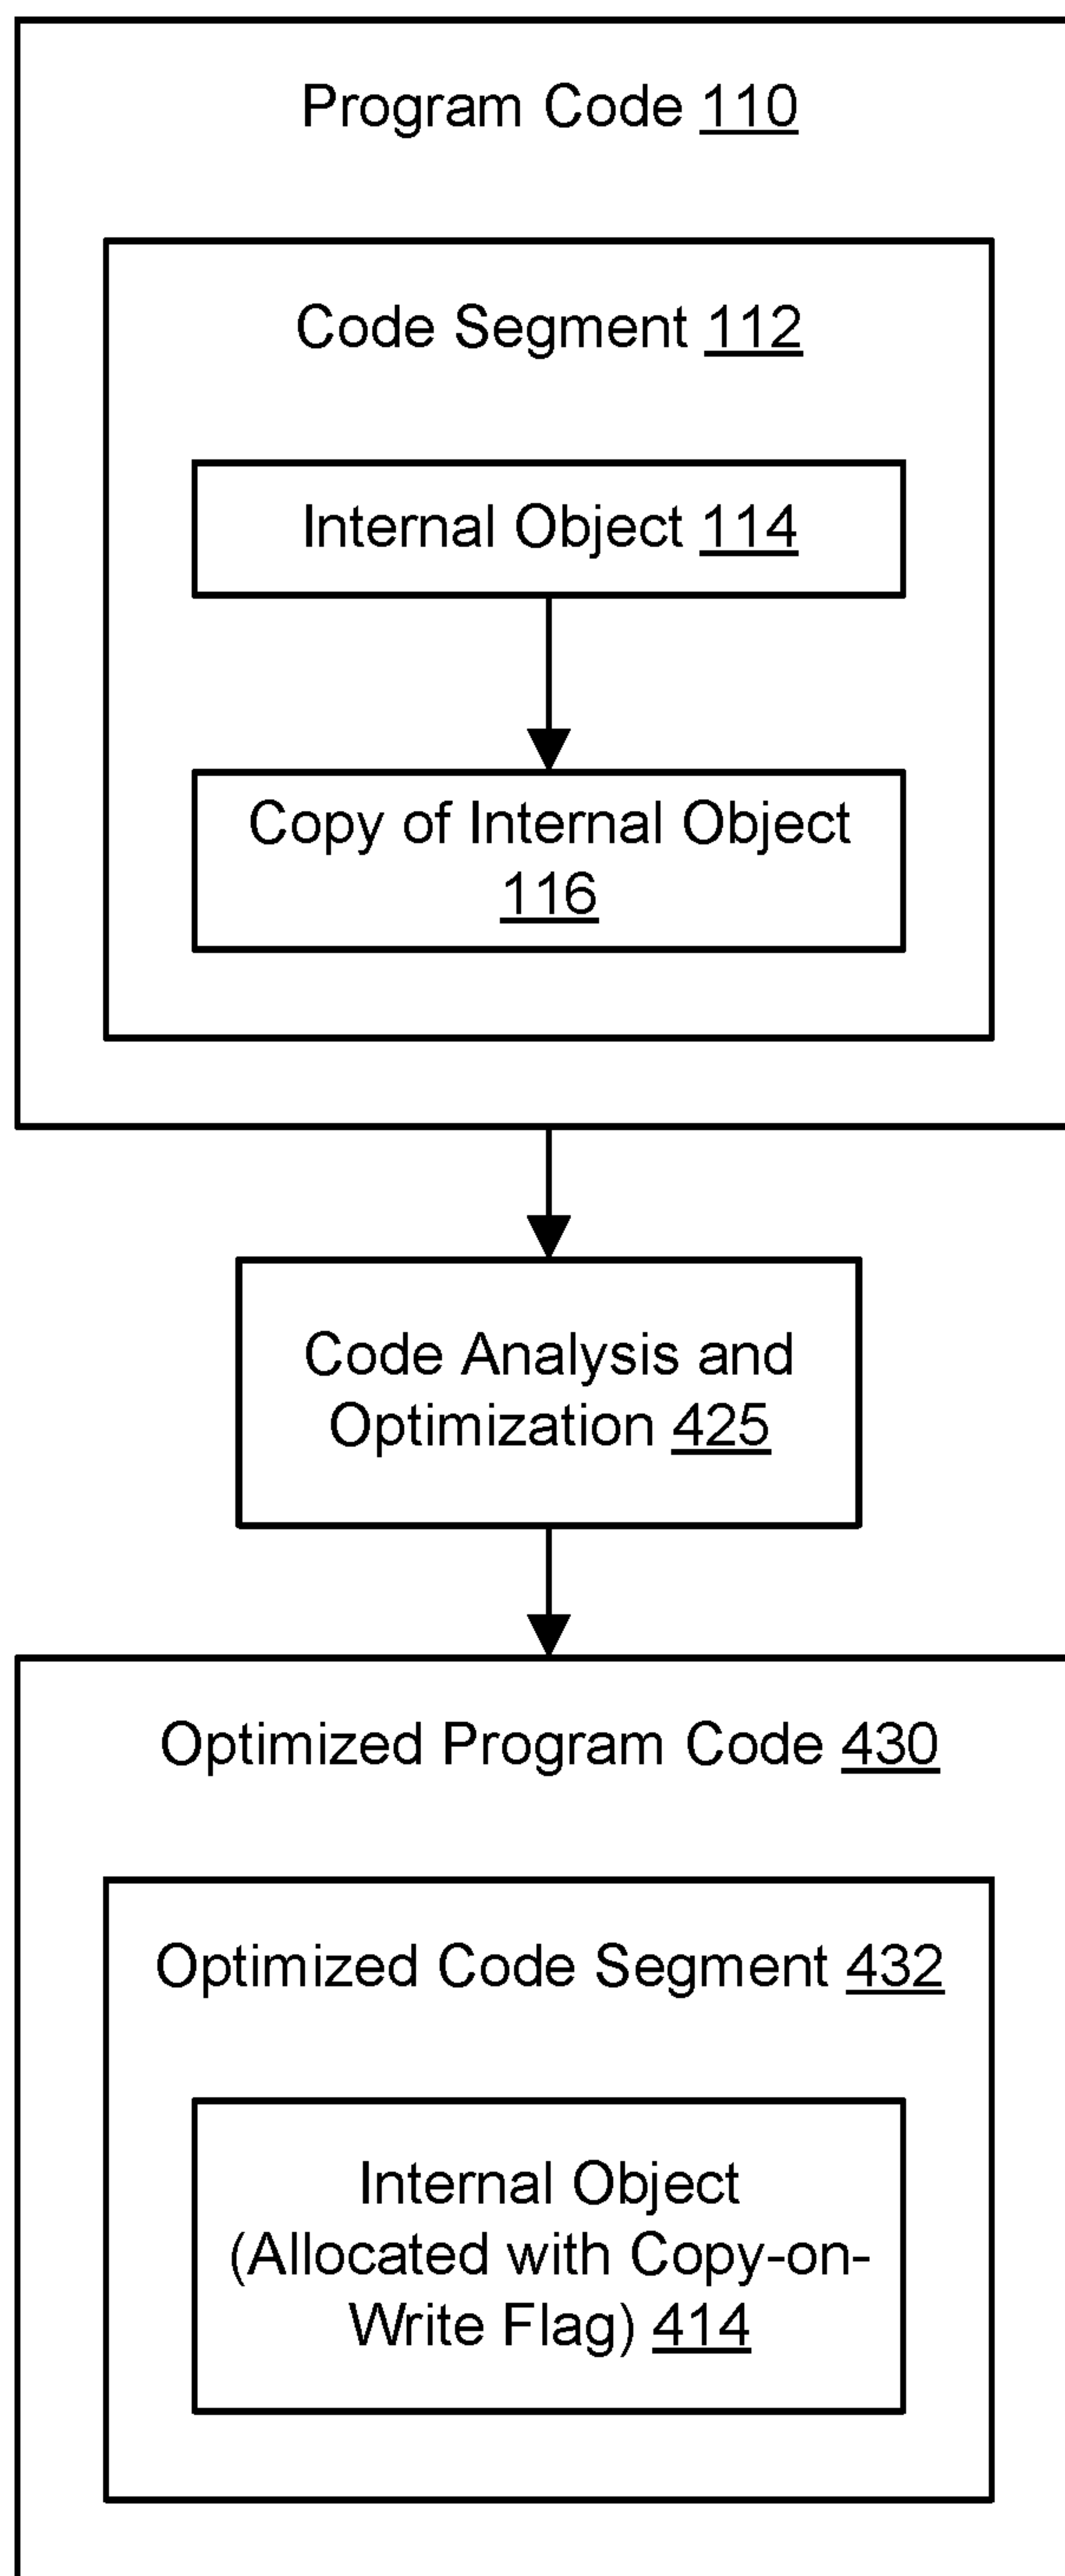 Program Code 110
Code Segment 112
Internal Object 114
Copy of Internal Object
116
Code Analysis and
Optimization 425
Optimized Program Code 430
Optimized Code Segment 432
Internal Object
(Allocated with Copy-on-
Write Flag) 414